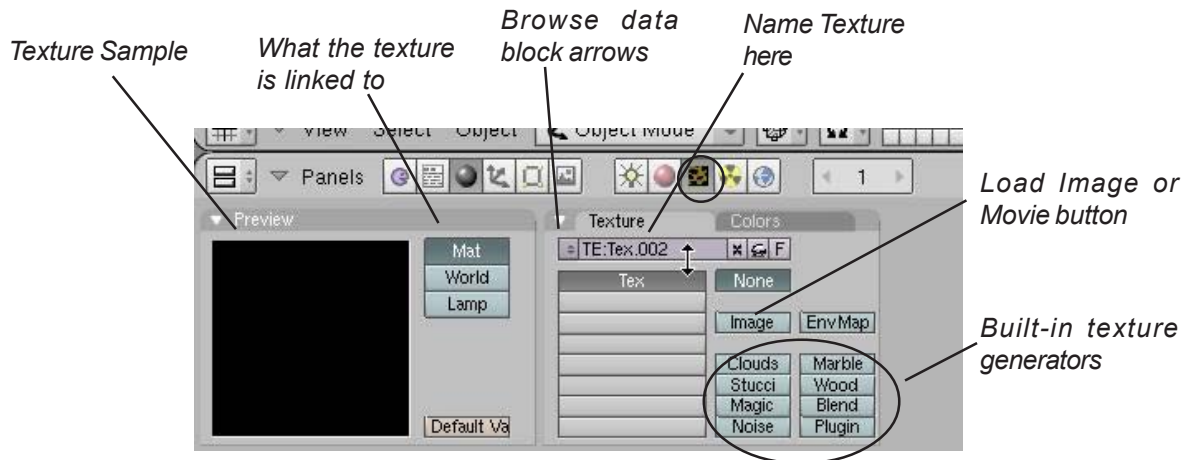 Texture Sample
What the texture
is linked to
Browse data
block arrows
Name Texture
here
View Select Object Object Mode
Panels 1
Preview
Texture Colors
TE:Tex.002 F
Mat
World
Lamp
Default Va
Tex
None
Image EnvMap
Clouds Marble
Stucci Wood
Magic Blend
Noise Plugin
Load Image or
Movie button
Built-in texture
generators